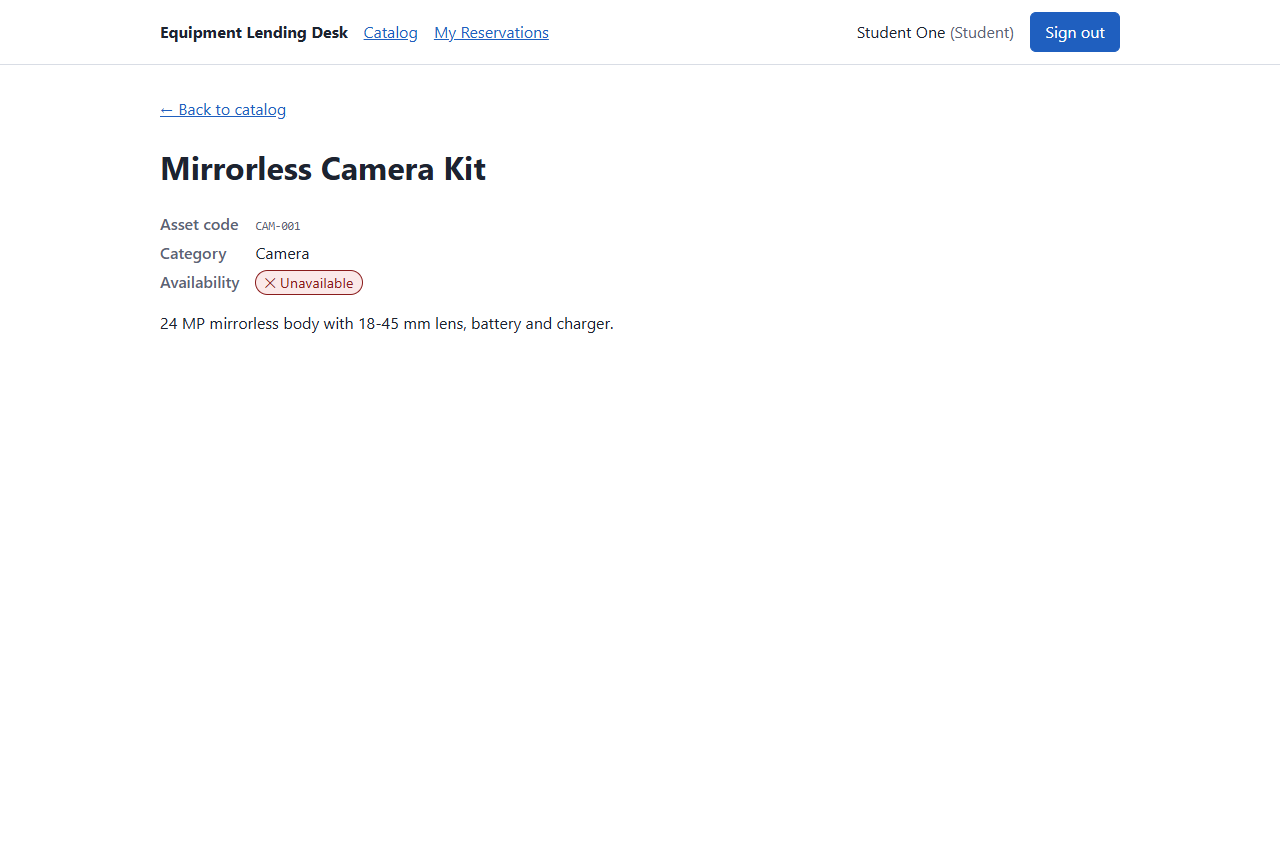 Equipment Lending Desk Catalog My Reservations Student One (Student) Sign out
← Back to catalog
Mirrorless Camera Kit
Asset code CAM-001
Category Camera
Availability Unavailable
24 MP mirrorless body with 18-45 mm lens, battery and charger.